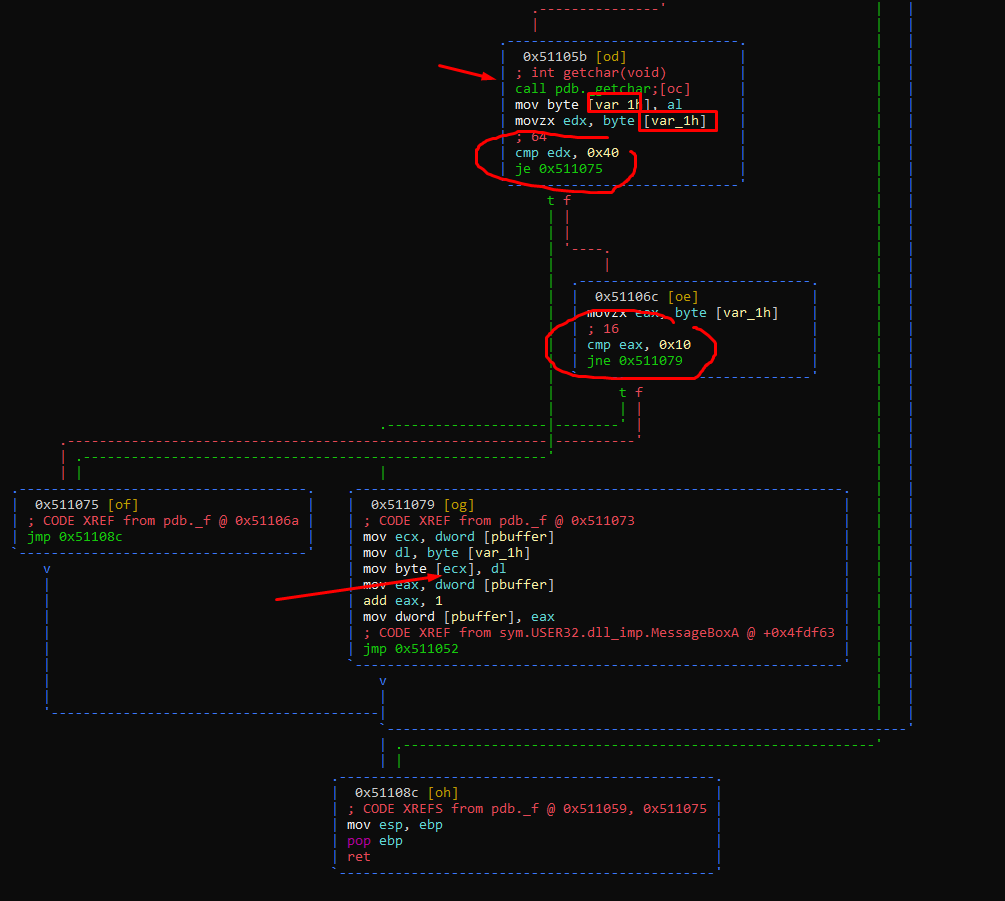 0x51105b [od]
; int getchar(void)
call pdb._getchar;[oc]
mov byte [var_1h], al
movzx edx, byte [var_1h]
; 64
cmp edx, 0x40
je 0x511075
t f
0x51106c [oe]
movzx eax, byte [var_1h]
; 16
cmp eax, 0x10
jne 0x511079
t f
0x511075 [of]
; CODE XREF from pdb._f @ 0x51106a
jmp 0x51108c
v
0x511079 [og]
; CODE XREF from pdb._f @ 0x511073
mov ecx, dword [pbuffer]
mov dl, byte [var_1h]
mov byte [ecx], dl
mov eax, dword [pbuffer]
add eax, 1
mov dword [pbuffer], eax
; CODE XREF from sym.USER32.dll_imp.MessageBoxA @ +0x4fdf63
jmp 0x511052
v
0x51108c [oh]
; CODE XREFS from pdb._f @ 0x511059, 0x511075
mov esp, ebp
pop ebp
ret